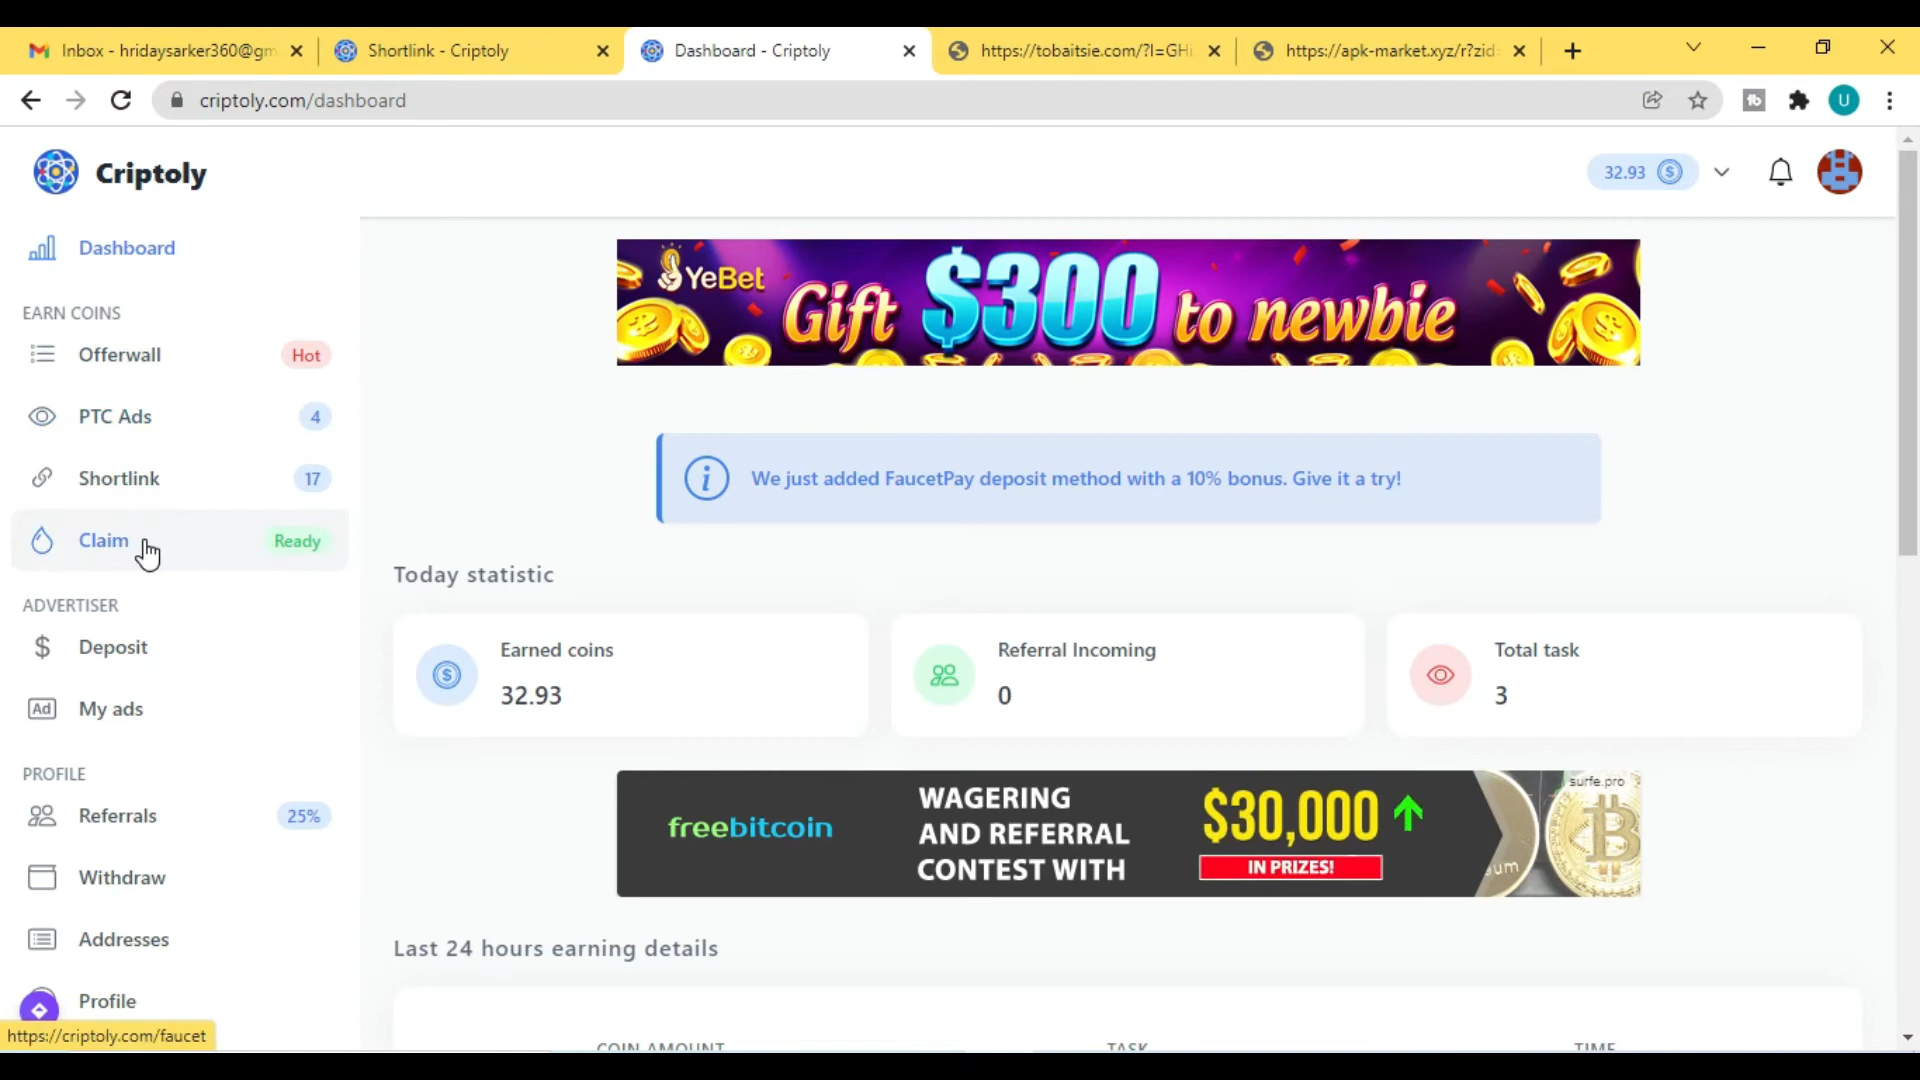 Inbox - hridaysarker360@gm
Shortlink - Criptoly
Dashboard - Criptoly
https://tobaitsie.com/?l=GHi
https://apk-market.xyz/r?zid=
criptoly.com/dashboard
U
Criptoly
32.93
Dashboard
EARN COINS
Offerwall Hot
PTC Ads 4
Shortlink 17
Claim Ready
ADVERTISER
Deposit
Ad My ads
PROFILE
Referrals 25%
Withdraw
Addresses
Profile
https://criptoly.com/faucet
YeBet
Gift $300 to newbie
We just added FaucetPay deposit method with a 10% bonus. Give it a try!
Today statistic
Earned coins
32.93
Referral Incoming
0
Total task
3
freebitcoin
WAGERING
AND REFERRAL
CONTEST WITH
$30,000
IN PRIZES!
surfe.pro
Last 24 hours earning details
COIN AMOUNT
TASK
TIME